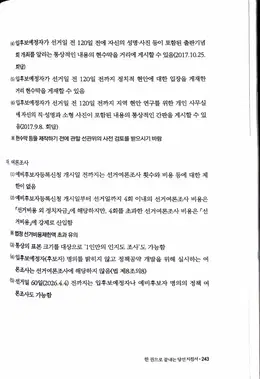 (4)입후보예정자가 선거일 전 120일 전에 자신의 성명·사진 등이 포함된 출판기념
회 개최를 알리는 통상적인 내용의 현수막을 거리에 게시할 수 있음(2017.10.25.
회답)
(5)입후보예정자가 선거일 전 120일 전까지 정치적 현안에 대한 입장을 게재한
거리 현수막을 게시할 수 있음
(6)입후보예정자가 선거일 전 120일 전까지 지역 현안 연구를 위한 개인 사무실
에 자신의 직·성명과 소형 사진이 포함된 내용의 통상적인 간판을 게시할 수 있
음(2017.9.8. 회답)
※ 현수막 등을 제작하기 전에 관할 선관위의 사전 검토를 받으시기 바람
여론조사
(1)예비후보자등록신청 개시일 전까지는 선거여론조사 횟수와 비용 등에 대한 제
한이 없음
(2)예비후보자등록신청 개시일부터 선거일까지 4회 이내의 선거여론조사 비용은
「선거비용 외 정치자금」에 해당하지만, 4회를 초과한 선거여론조사 비용은 「선
거비용」에 강제로 산입함
※ 법정 선거비용제한액 초과 유의
(3)통상의 표본 크기를 대상으로 '1인만의 인지도 조사'도 가능함
(4)입후보예정자(후보자) 명의를 밝히지 않고 정책공약 개발을 위해 실시하는 여
론조사는 선거여론조사에 해당하지 않음(법 제8조의8)
(5)선거일 60일(2026.4.4) 전까지는 입후보예정자나 예비후보자 명의의 정책 여
론조사도 가능함
한 권으로 끝내는 당선 지침서 • 243